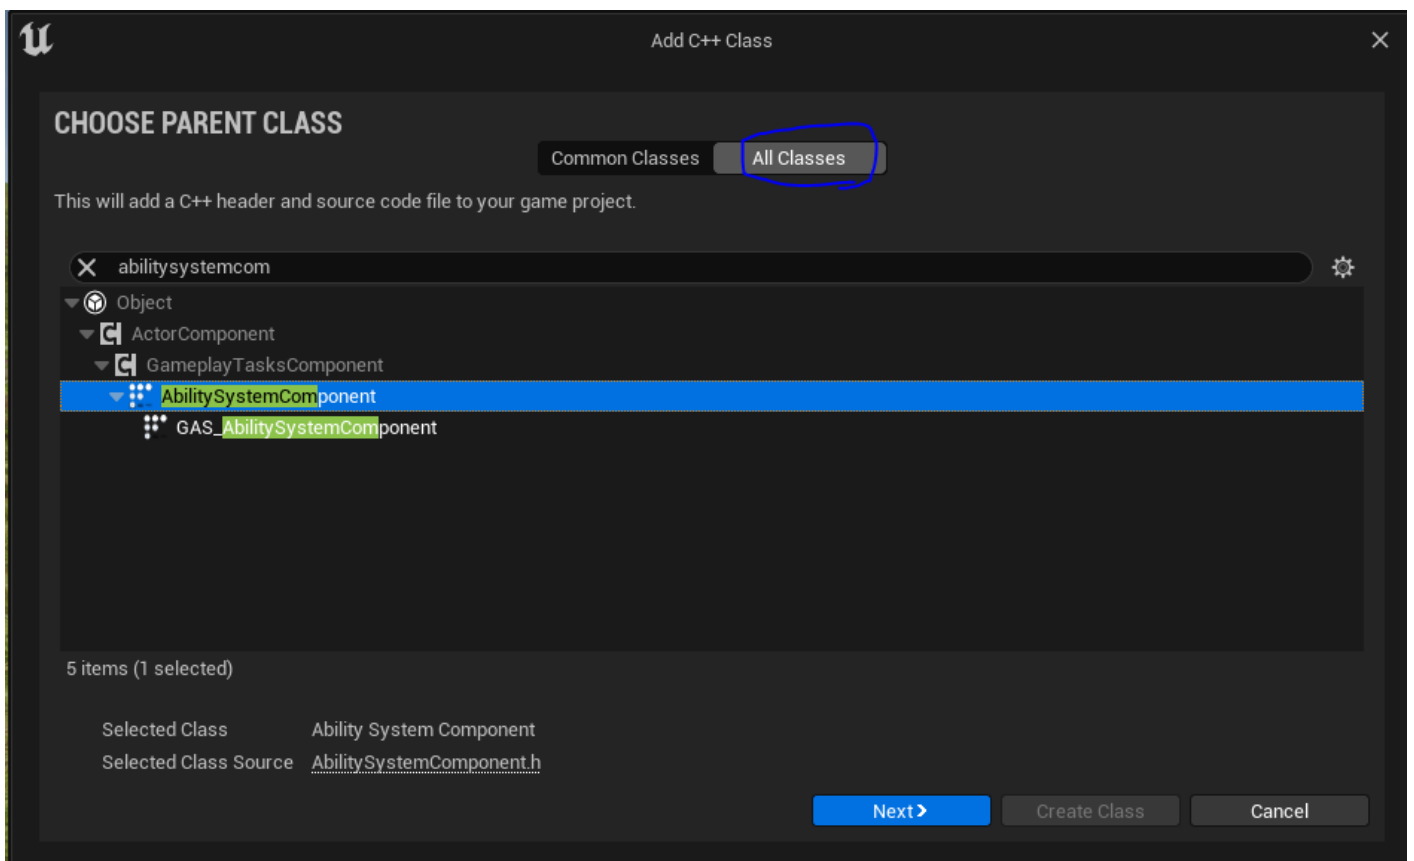 Add C++ Class
CHOOSE PARENT CLASS
Common Classes All Classes
This will add a C++ header and source code file to your game project.
abilitysystemcom
Object
ActorComponent
GameplayTasksComponent
AbilitySystemComponent
GAS_AbilitySystemComponent
5 items (1 selected)
Selected Class Ability System Component
Selected Class Source AbilitySystemComponent.h
Next Create Class Cancel